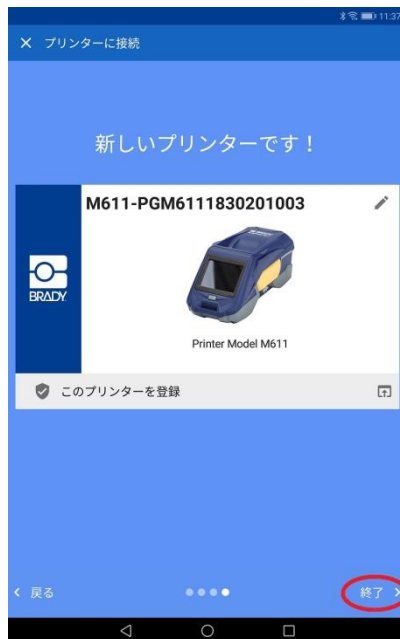 11:37
プリンターに接続
新しいプリンターです！
M611-PGM6111830201003
BRADY
Printer Model M611
このプリンターを登録
戻る
終了